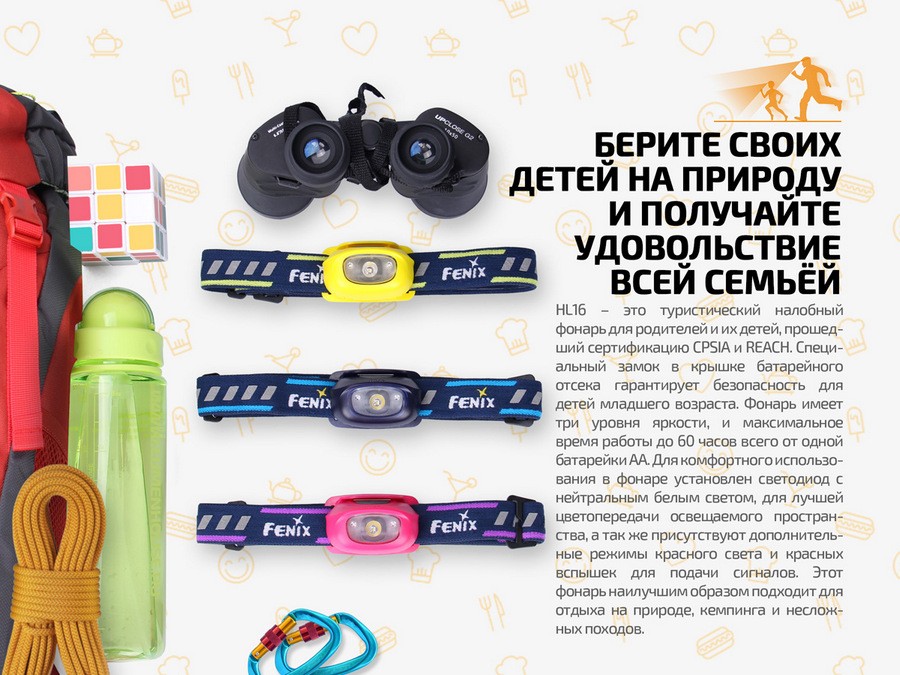 UPCLOSE G2
FENIX
FENIX
FENIX
FENIX
FENIX
FENIX
БЕРИТЕ СВОИХ
ДЕТЕЙ НА ПРИРОДУ
И ПОЛУЧАЙТЕ
УДОВОЛЬСТВИЕ
ВСЕЙ СЕМЬЁЙ
HL16 – это туристический налобный
фонарь для родителей и их детей, прошед-
ший сертификацию CPSIA и REACH. Специ-
альный замок в крышке батарейного
отсека гарантирует безопасность для
детей младшего возраста. Фонарь имеет
три уровня яркости, и максимальное
время работы до 60 часов всего от одной
батарейки АА. Для комфортного использо-
вания в фонаре установлен светодиод с
нейтральным белым светом, для лучшей
цветопередачи освещаемого простран-
ства, а так же присутствуют дополнитель-
ные режимы красного света и красных
вспышек для подачи сигналов. Этот
фонарь наилучшим образом подходит для
отдыха на природе, кемпинга и неслож-
ных походов.